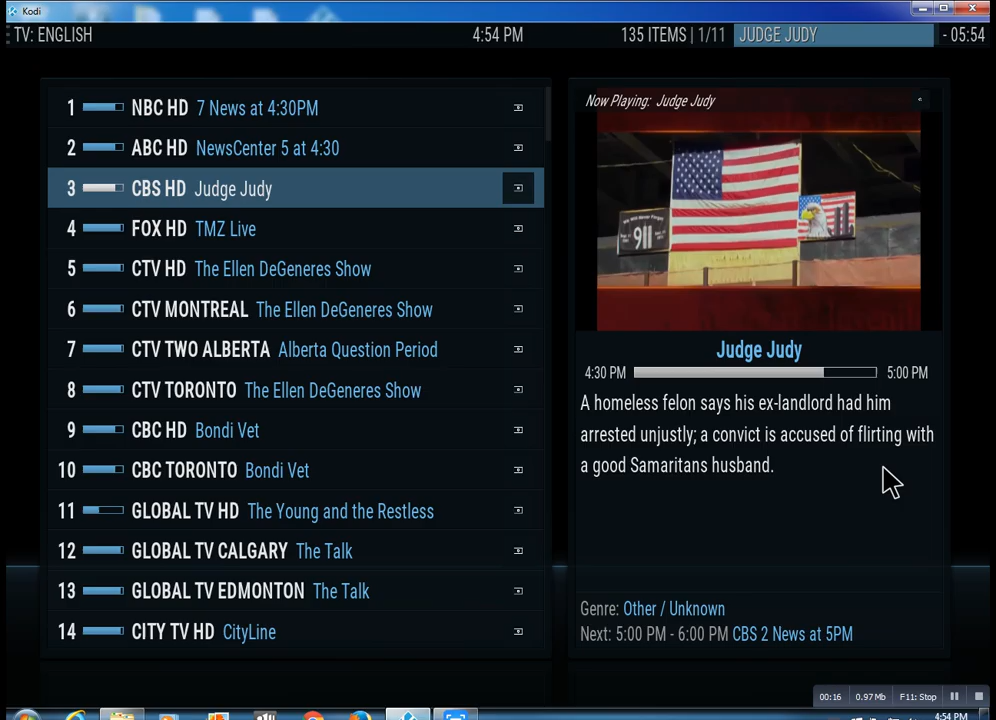 Kodi
TV: ENGLISH
4:54 PM
135 ITEMS | 1/11
JUDGE JUDY
- 05:54
1 NBC HD 7 News at 4:30PM
2 ABC HD NewsCenter 5 at 4:30
3 CBS HD Judge Judy
4 FOX HD TMZ Live
5 CTV HD The Ellen DeGeneres Show
6 CTV MONTREAL The Ellen DeGeneres Show
7 CTV TWO ALBERTA Alberta Question Period
8 CTV TORONTO The Ellen DeGeneres Show
9 CBC HD Bondi Vet
10 CBC TORONTO Bondi Vet
11 GLOBAL TV HD The Young and the Restless
12 GLOBAL TV CALGARY The Talk
13 GLOBAL TV EDMONTON The Talk
14 CITY TV HD CityLine
Now Playing: Judge Judy
911
Judge Judy
4:30 PM 5:00 PM
A homeless felon says his ex-landlord had him
arrested unjustly; a convict is accused of flirting with
a good Samaritans husband.
Genre: Other / Unknown
Next: 5:00 PM - 6:00 PM CBS 2 News at 5PM
00:16 0.97 Mb F11: Stop
4:54 PM